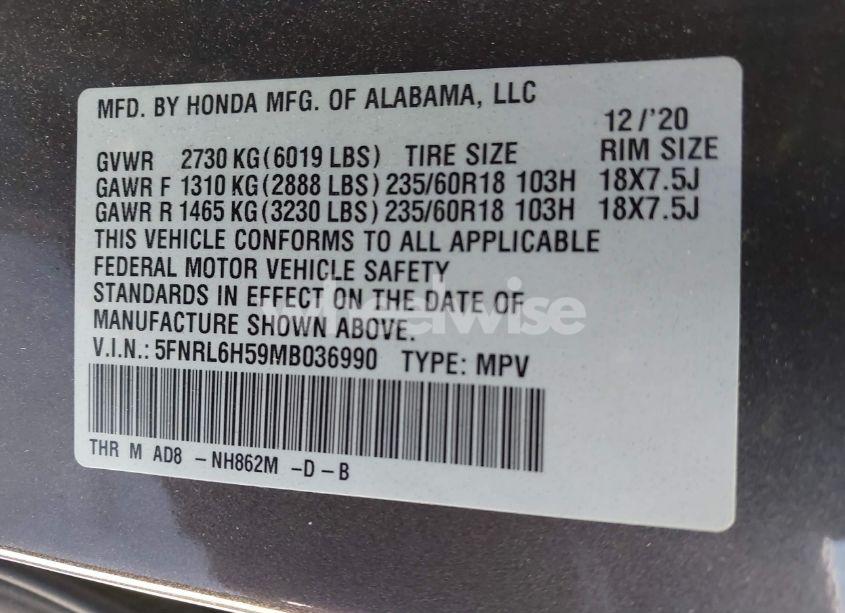 MFD. BY HONDA MFG. OF ALABAMA, LLC
12/'20
GVWR 2730 KG(6019 LBS) TIRE SIZE RIM SIZE
GAWR F 1310 KG(2888 LBS) 235/60R18 103H 18X7.5J
GAWR R 1465 KG(3230 LBS) 235/60R18 103H 18X7.5J
THIS VEHICLE CONFORMS TO ALL APPLICABLE
FEDERAL MOTOR VEHICLE SAFETY
STANDARDS IN EFFECT ON THE DATE OF
MANUFACTURE SHOWN ABOVE.
wheelwise
V.I.N.: 5FNRL6H59MB036990 TYPE: MPV
THR M AD8 -NH862M -D-B